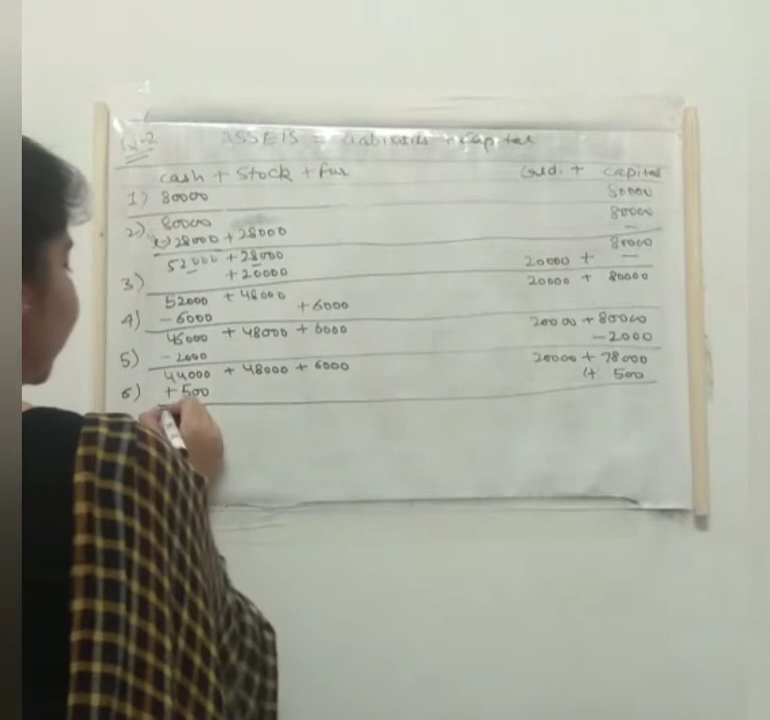 Q-2 ASSETS = Liabilities + Capital
cash + stock + fur Crdi. + capital
1) 80000 80000
2) 80000 80000
(-) 28000 + 28000 –
52000 + 28000 80000
3) + 20000 20000 + –
52000 + 48000 20000 + 80000
4) - 6000 + 6000
46000 + 48000 + 6000 20000 + 80000
5) - 2000 - 2000
44000 + 48000 + 6000 20000 + 78000
6) + 500 + 500